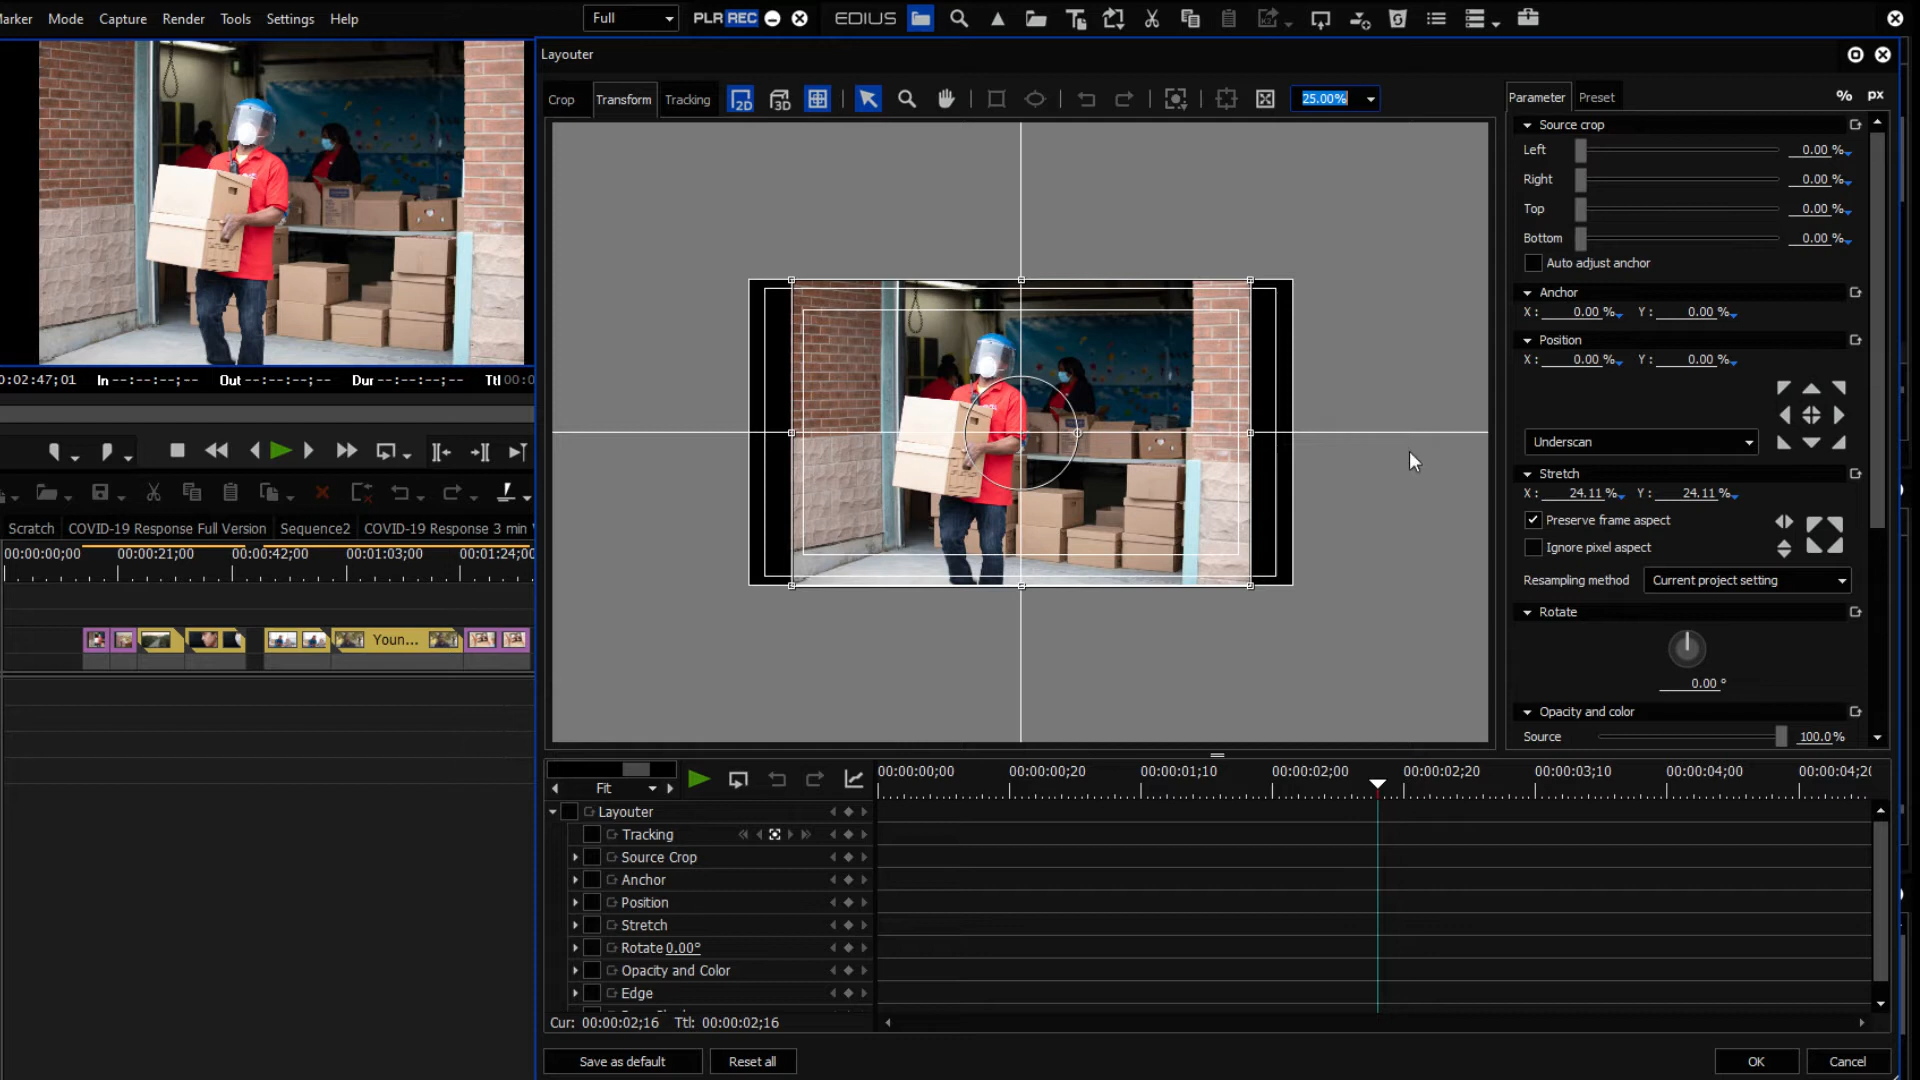 Marker Mode Capture Render Tools Settings Help
Full
PLR REC
EDIUS
Layouter
Crop Transform Tracking
2D
3D
25.00%
Parameter Preset
% px
Source crop
Left 0.00 %
Right 0.00 %
Top 0.00 %
Bottom 0.00 %
Auto adjust anchor
Anchor
X : 0.00 % Y : 0.00 %
Position
X : 0.00 % Y : 0.00 %
Underscan
Stretch
X : 24.11 % Y : 24.11 %
Preserve frame aspect
Ignore pixel aspect
Resampling method Current project setting
Rotate
0.00 °
Opacity and color
Source 100.0%
0:02:47;01 In --:--:--;-- Out --:--:--;-- Dur --:--:--;-- Ttl 00:0
Scratch COVID-19 Response Full Version Sequence2 COVID-19 Response 3 min
00:00:00;00 00:00:21;00 00:00:42;00 00:01:03;00 00:01:24;00
Youn...
Fit
00:00:00;00 00:00:00;20 00:00:01;10 00:00:02;00 00:00:02;20 00:00:03;10 00:00:04;00 00:00:04;20
Layouter
Tracking
Source Crop
Anchor
Position
Stretch
Rotate 0.00°
Opacity and Color
Edge
Cur: 00:00:02;16 Ttl: 00:00:02;16
Save as default Reset all
OK Cancel